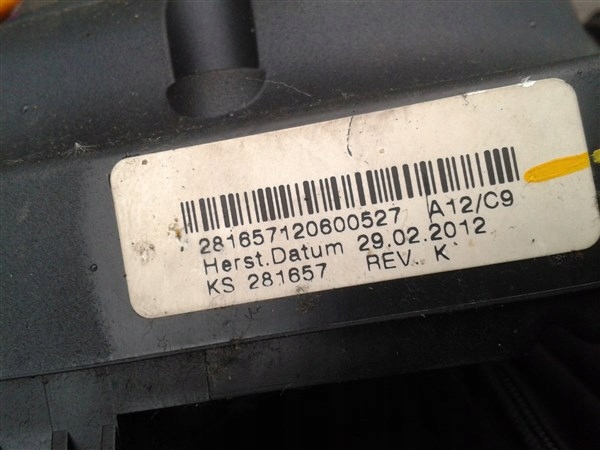 281657120600527 A12/C9
Herst.Datum 29.02.2012
KS 281657 REV. K